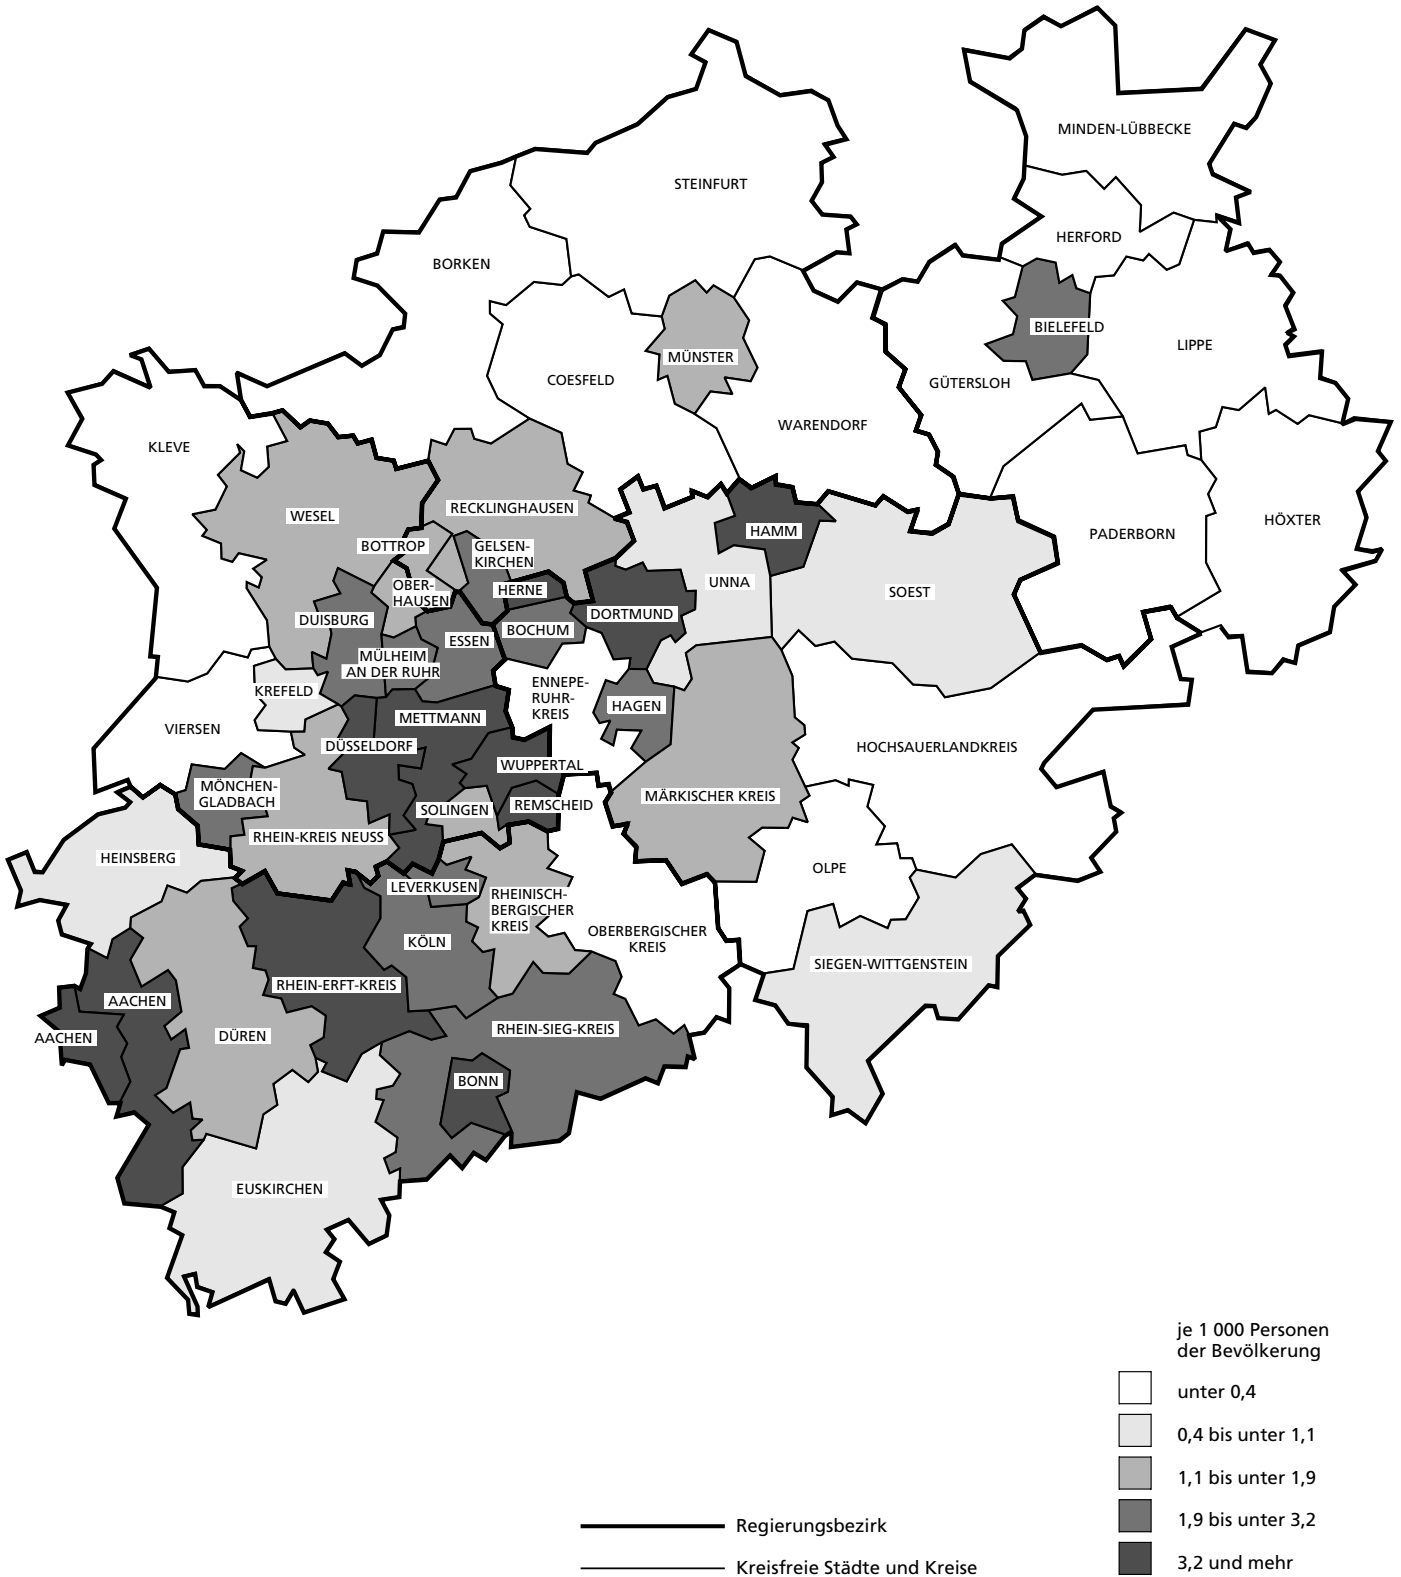 MINDEN-LÜBBECKE
STEINFURT
HERFORD
BORKEN
BIELEFELD
LIPPE
MÜNSTER
COESFELD
GÜTERSLOH
WARENDORF
KLEVE
RECKLINGHAUSEN
WESEL
HÖXTER
HAMM
PADERBORN
BOTTROP
GELSEN-
KIRCHEN
UNNA
OBER-
HAUSEN
HERNE
SOEST
DORTMUND
DUISBURG
BOCHUM
ESSEN
MÜLHEIM
AN DER RUHR
ENNEPE-
RUHR-
KREIS
KREFELD
HAGEN
METTMANN
VIERSEN
DÜSSELDORF
HOCHSAUERLANDKREIS
WUPPERTAL
MÖNCHEN-
GLADBACH
MÄRKISCHER KREIS
SOLINGEN
REMSCHEID
RHEIN-KREIS NEUSS
HEINSBERG
OLPE
LEVERKUSEN
RHEINISCH-
BERGISCHER
KREIS
OBERBERGISCHER
KREIS
KÖLN
SIEGEN-WITTGENSTEIN
RHEIN-ERFT-KREIS
AACHEN
RHEIN-SIEG-KREIS
AACHEN
DÜREN
BONN
EUSKIRCHEN
je 1 000 Personen
der Bevölkerung
unter 0,4
0,4 bis unter 1,1
1,1 bis unter 1,9
1,9 bis unter 3,2
3,2 und mehr
Regierungsbezirk
Kreisfreie Städte und Kreise